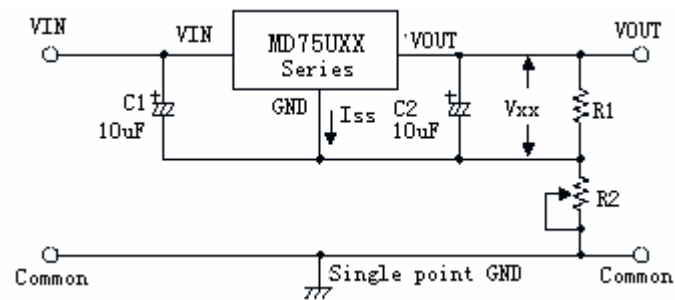 VIN
VIN
MD75UXX
Series
VOUT
VOUT
C1
10uF
GND
Iss
C2
10uF
Vxx
R1
R2
Common
Single point GND
Common